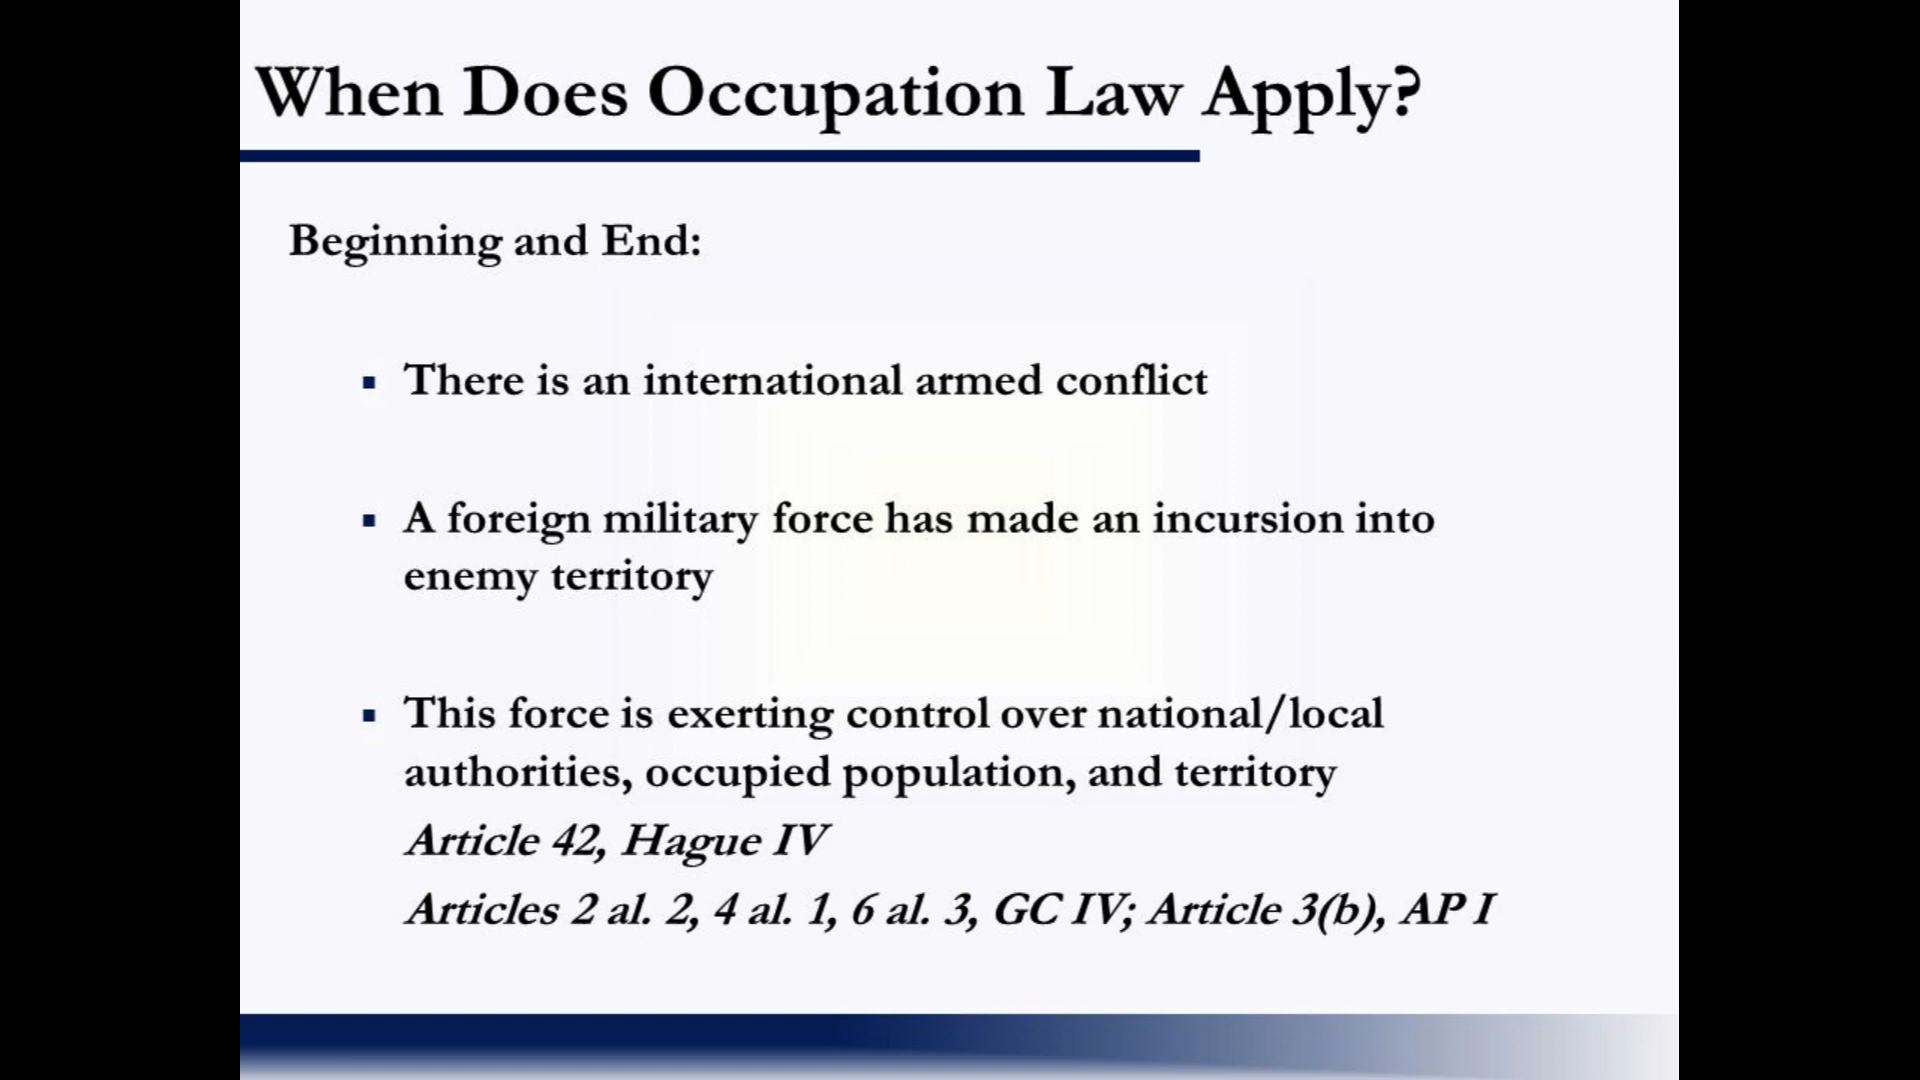 When Does Occupation Law Apply?
Beginning and End:
▪ There is an international armed conflict
▪ A foreign military force has made an incursion into
enemy territory
▪ This force is exerting control over national/local
authorities, occupied population, and territory
Article 42, Hague IV
Articles 2 al. 2, 4 al. 1, 6 al. 3, GC IV; Article 3(b), AP I